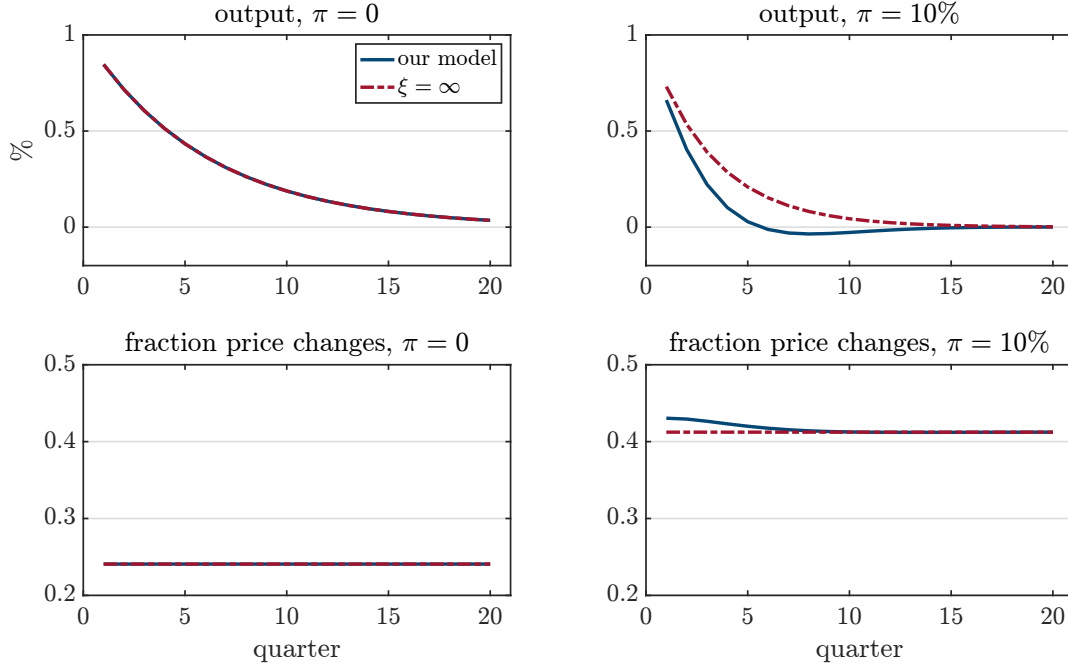 output, π = 0
1
0.5
0
%
our model
ξ = ∞
0 5 10 15 20
output, π = 10%
1
0.5
0
0 5 10 15 20
fraction price changes, π = 0
0.5
0.4
0.3
0.2
0 5 10 15 20
quarter
fraction price changes, π = 10%
0.5
0.4
0.3
0.2
0 5 10 15 20
quarter